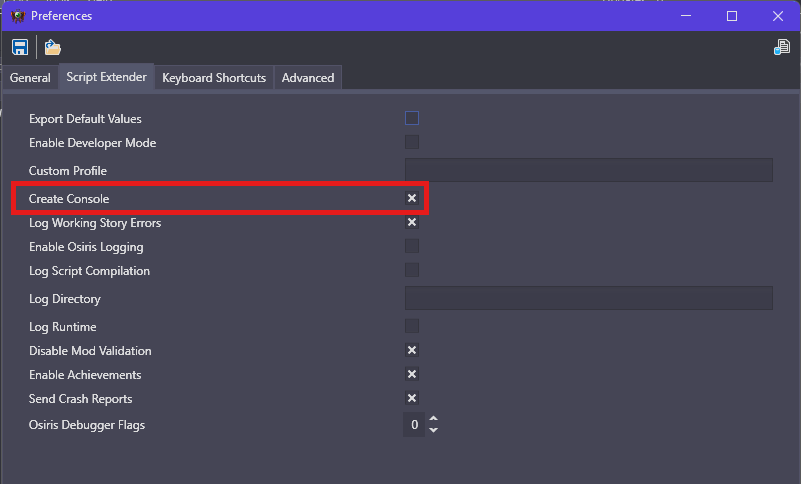 Preferences
General Script Extender Keyboard Shortcuts Advanced
Export Default Values
Enable Developer Mode
Custom Profile
Create Console
Log Working Story Errors
Enable Osiris Logging
Log Script Compilation
Log Directory
Log Runtime
Disable Mod Validation
Enable Achievements
Send Crash Reports
Osiris Debugger Flags 0